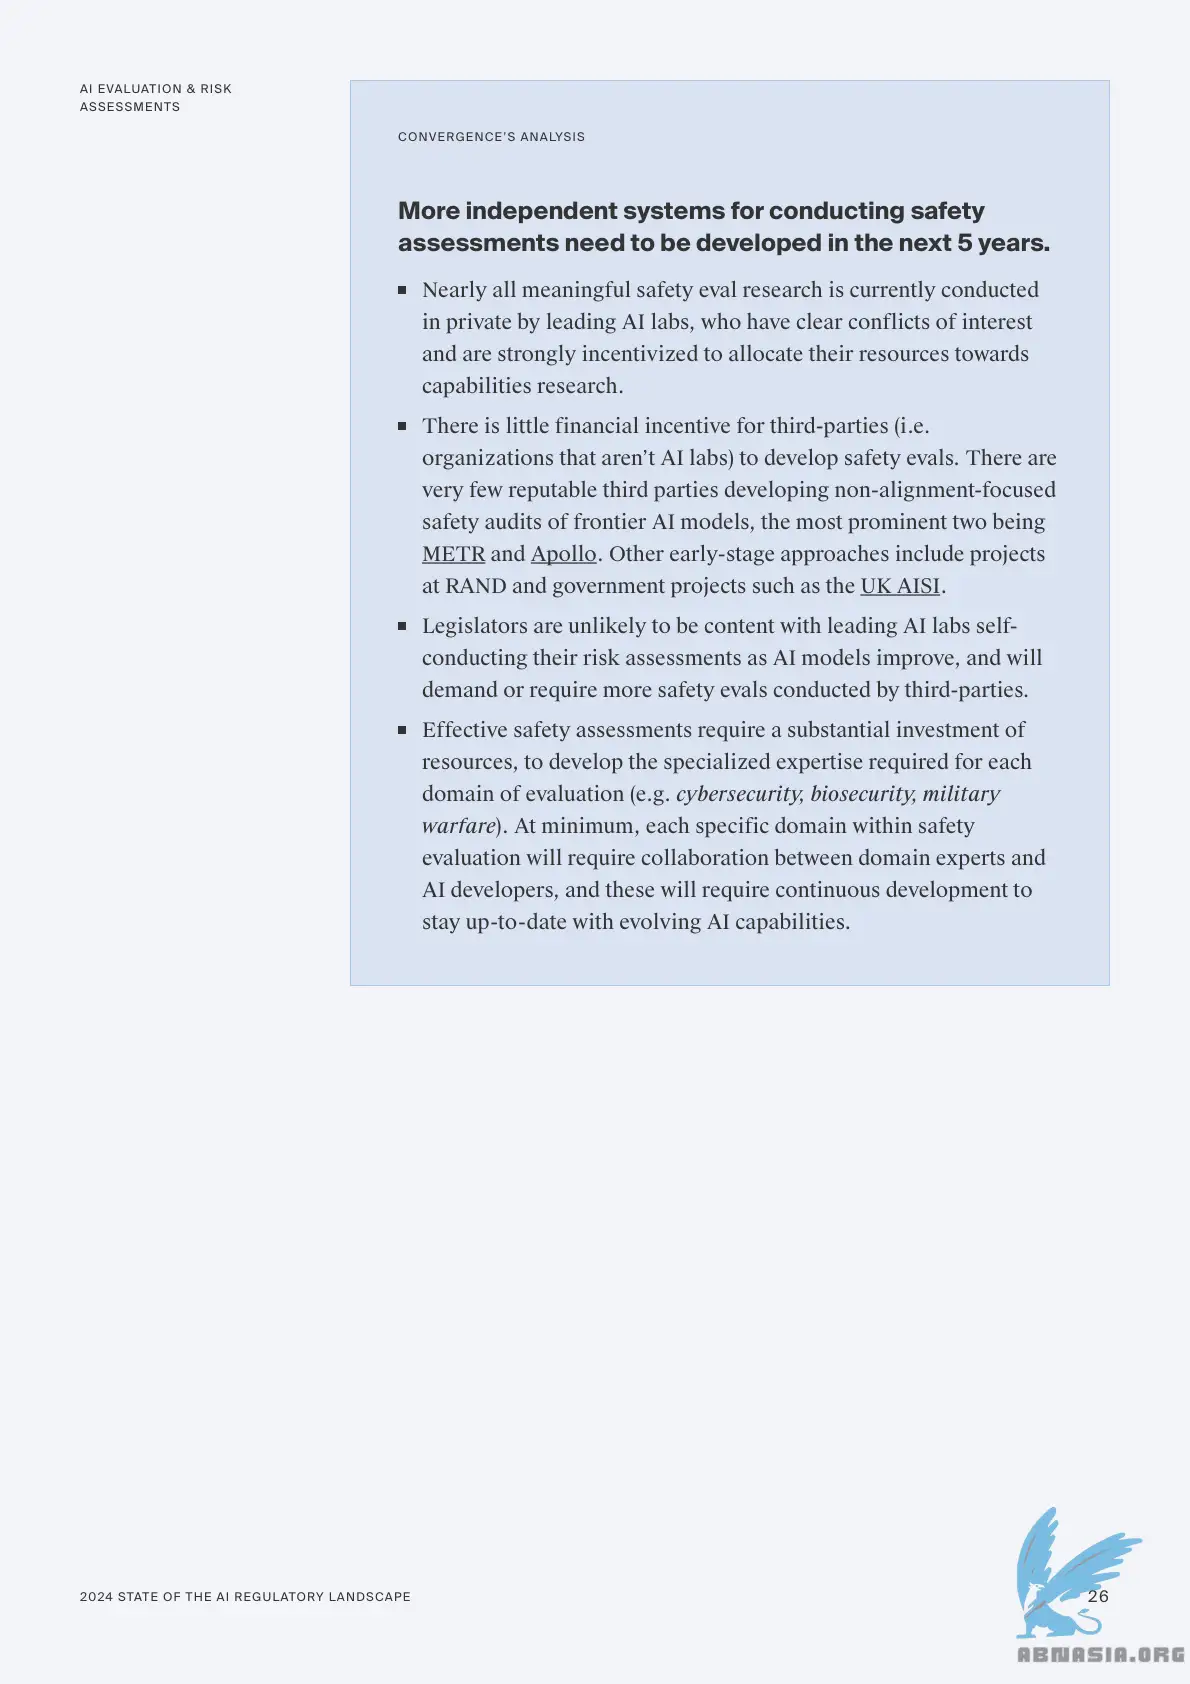 AI EVALUATION & RISK
ASSESSMENTS
CONVERGENCE'S ANALYSIS
More independent systems for conducting safety
assessments need to be developed in the next 5 years.
■ Nearly all meaningful safety eval research is currently conducted
in private by leading AI labs, who have clear conflicts of interest
and are strongly incentivized to allocate their resources towards
capabilities research.
■ There is little financial incentive for third-parties (i.e.
organizations that aren’t AI labs) to develop safety evals. There are
very few reputable third parties developing non-alignment-focused
safety audits of frontier AI models, the most prominent two being
METR and Apollo. Other early-stage approaches include projects
at RAND and government projects such as the UK AISI.
■ Legislators are unlikely to be content with leading AI labs self-
conducting their risk assessments as AI models improve, and will
demand or require more safety evals conducted by third-parties.
■ Effective safety assessments require a substantial investment of
resources, to develop the specialized expertise required for each
domain of evaluation (e.g. cybersecurity, biosecurity, military
warfare). At minimum, each specific domain within safety
evaluation will require collaboration between domain experts and
AI developers, and these will require continuous development to
stay up-to-date with evolving AI capabilities.
2024 STATE OF THE AI REGULATORY LANDSCAPE
26
ABNASIA.ORG